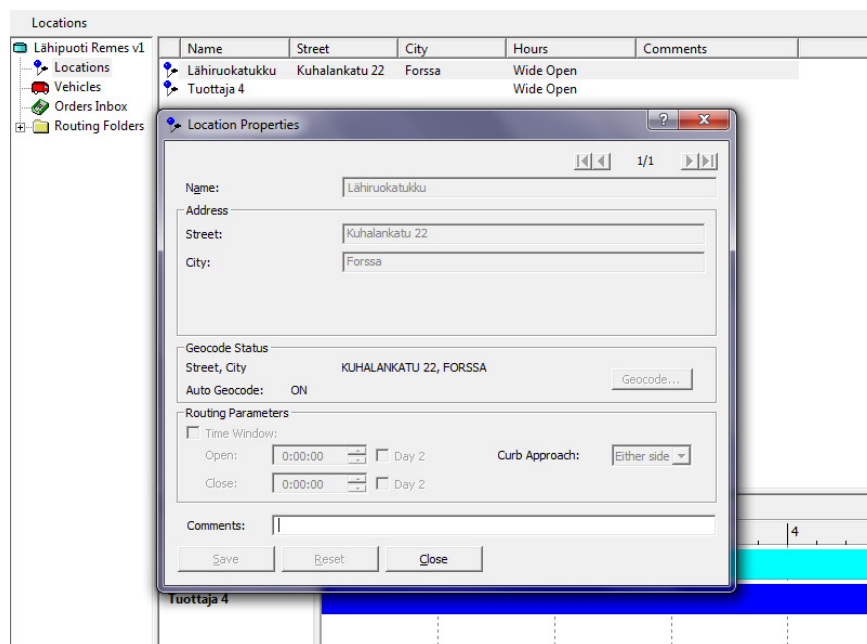 Locations
Lähipuoti Remes v1
Locations
Vehicles
Orders Inbox
Routing Folders
Name Street City Hours Comments
Lähiruokatukku Kuhalankatu 22 Forssa Wide Open
Tuottaja 4 Wide Open
Location Properties
1/1
Name: Lähiruokatukku
Address
Street: Kuhalankatu 22
City: Forssa
Geocode Status
Street, City KUHALANKATU 22, FORSSA
Auto Geocode: ON
Geocode...
Routing Parameters
Time Window:
Open: 0:00:00 Day 2 Curb Approach: Either side
Close: 0:00:00 Day 2
Comments:
Save Reset Close
4
Tuottaja 4